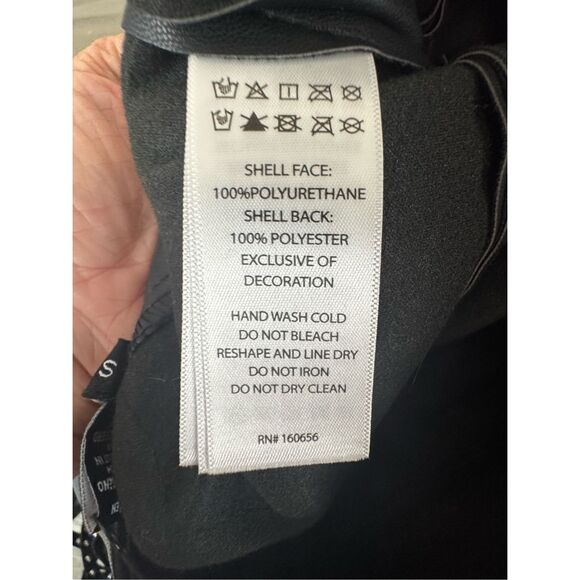 SHELL FACE:
100%POLYURETHANE
SHELL BACK:
100% POLYESTER
EXCLUSIVE OF
DECORATION
HAND WASH COLD
DO NOT BLEACH
RESHAPE AND LINE DRY
DO NOT IRON
DO NOT DRY CLEAN
RN# 160656
S